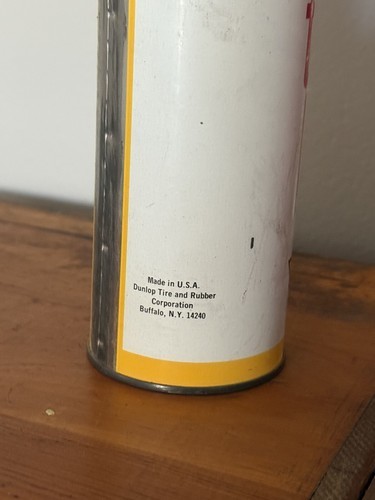 Made in U.S.A.
Dunlop Tire and Rubber
Corporation
Buffalo, N.Y. 14240